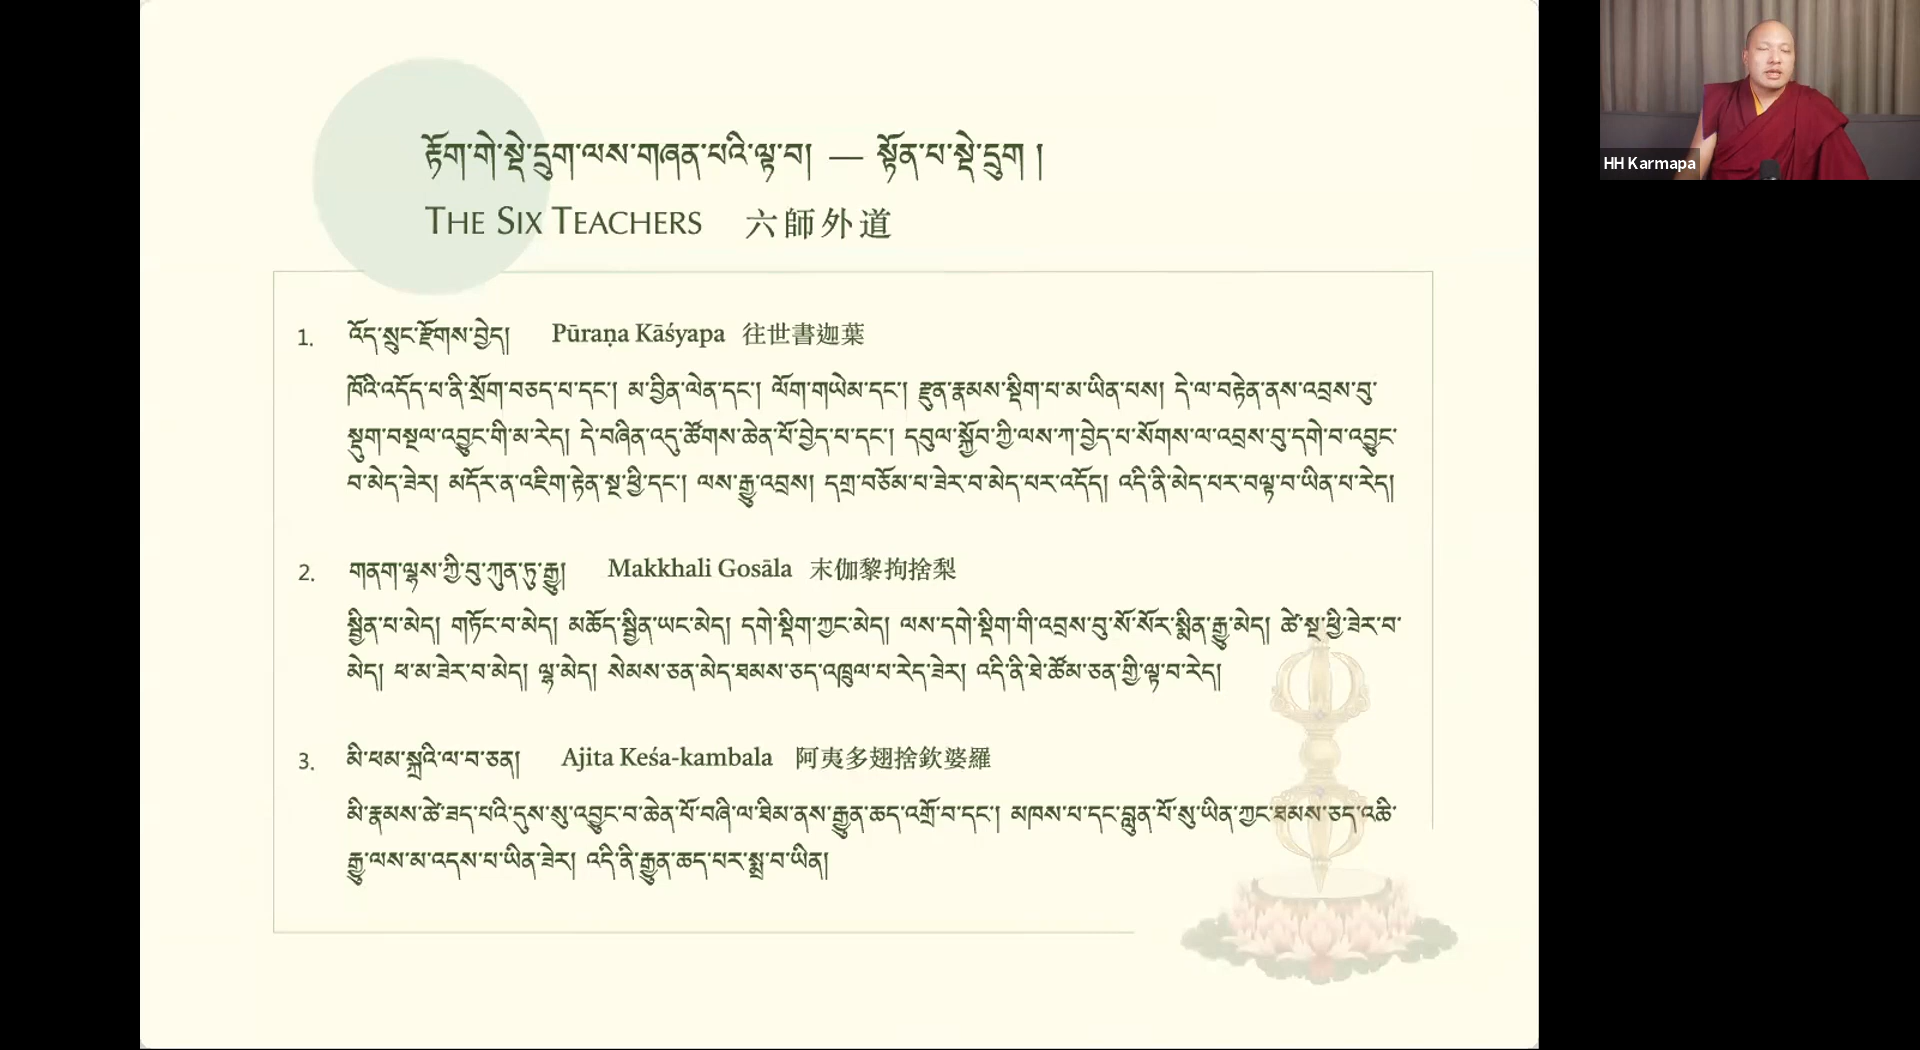 རྟོག་གེ་སྡེ་དྲུག་ལས་གཞན་པའི་ལྟ་བ། — སྟོན་པ་སྡེ་དྲུག །
THE SIX TEACHERS 六師外道
1. འོད་སྲུང་རྫོགས་བྱེད། Pūraṇa Kāśyapa 往世書迦葉
ཁོའི་འདོད་པ་ནི་སྲོག་བཅད་པ་དང་། མ་བྱིན་ལེན་དང་། ལོག་གཡེམ་དང་། རྫུན་རྣམས་སྡིག་པ་མ་ཡིན་པས། དེ་ལ་བརྟེན་ནས་འབྲས་བུ་
སྡུག་བསྔལ་འབྱུང་གི་མ་རེད། དེ་བཞིན་འདུ་ཚོགས་ཆེན་པོ་བྱེད་པ་དང་། དབུལ་སྐྱོབ་ཀྱི་ལས་ཀ་བྱེད་པ་སོགས་ལ་འབྲས་བུ་དགེ་བ་འབྱུང་
བ་མེད་ཟེར། མདོར་ན་འཇིག་རྟེན་སྔ་ཕྱི་དང་། ལས་རྒྱུ་འབྲས། དགྲ་བཅོམ་པ་ཟེར་བ་མེད་པར་འདོད། འདི་ནི་མེད་པར་བལྟ་བ་ཡིན་པ་རེད།
2. གནག་ལྷས་ཀྱི་བུ་ཀུན་ཏུ་རྒྱུ། Makkhali Gosāla 末伽黎拘捨梨
སྦྱིན་པ་མེད། གཏོང་བ་མེད། མཆོད་སྦྱིན་ཡང་མེད། དགེ་སྡིག་ཀྱང་མེད། ལས་དགེ་སྡིག་གི་འབྲས་བུ་སོ་སོར་སྨིན་རྒྱུ་མེད། ཚེ་སྔ་ཕྱི་ཟེར་བ་
མེད། ཕ་མ་ཟེར་བ་མེད། ལྷ་མེད། སེམས་ཅན་མེད་ཐམས་ཅད་འཁྲུལ་པ་རེད་ཟེར། འདི་ནི་ཐེ་ཚོམ་ཅན་གྱི་ལྟ་བ་རེད།
3. མི་ཕམ་སྐྲའི་ལ་བ་ཅན། Ajita Keśa-kambala 阿夷多翅捨欽婆羅
མི་རྣམས་ཚེ་ཟད་པའི་དུས་སུ་འབྱུང་བ་ཆེན་པོ་བཞི་ལ་ཐིམ་ནས་རྒྱུན་ཆད་འགྲོ་བ་དང་། མཁས་པ་དང་བླུན་པོ་སུ་ཡིན་ཀྱང་ཐམས་ཅད་འཆི་
རྒྱུ་ལས་མ་འདས་པ་ཡིན་ཟེར། འདི་ནི་རྒྱུན་ཆད་པར་སྨྲ་བ་ཡིན།
HH Karmapa